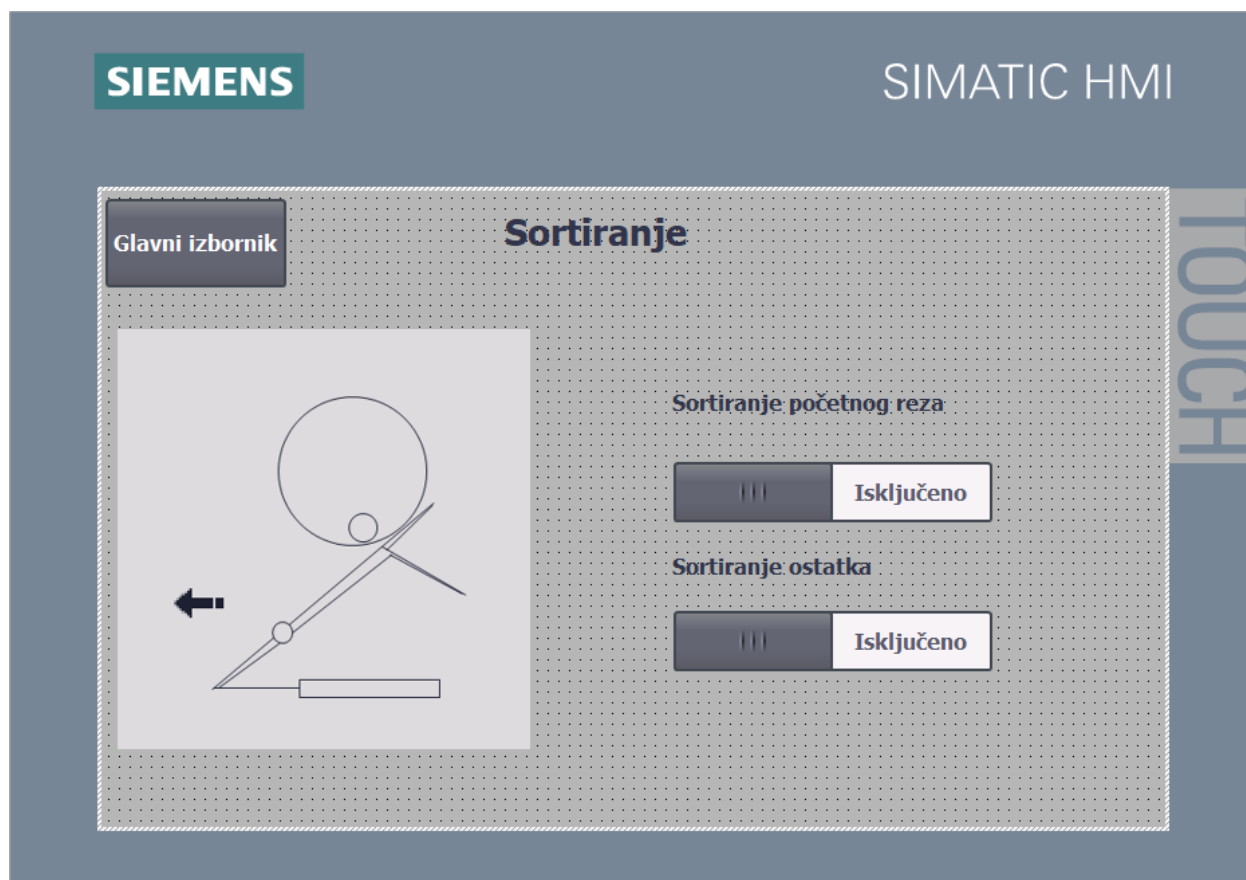 SIEMENS
SIMATIC HMI
TOUCH
Glavni izbornik
Sortiranje
Sortiranje početnog reza
Isključeno
Sortiranje ostatka
Isključeno